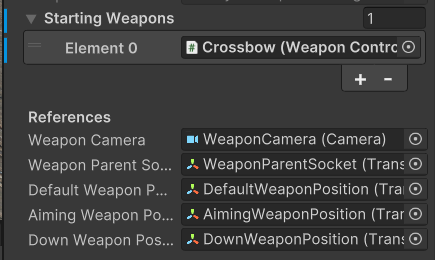 Starting Weapons 1
Element 0 # Crossbow (Weapon Contro
+ -
References
Weapon Camera WeaponCamera (Camera)
Weapon Parent So... WeaponParentSocket (Trans
Default Weapon P... DefaultWeaponPosition (Tran
Aiming Weapon Po... AimingWeaponPosition (Tran
Down Weapon Pos... DownWeaponPosition (Trans